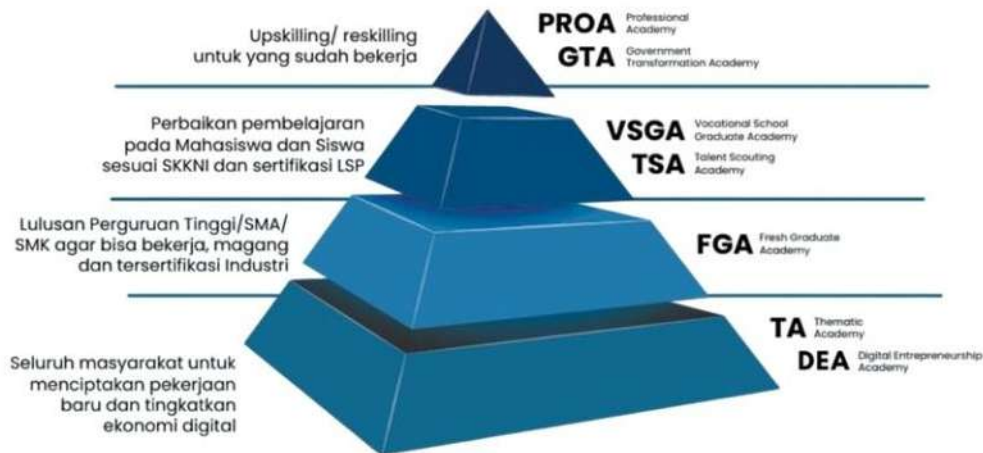 Upskilling/ reskilling
untuk yang sudah bekerja
PROA Professional
Academy
GTA Government
Transformation Academy
Perbaikan pembelajaran
pada Mahasiswa dan Siswa
sesuai SKKNI dan sertifikasi LSP
VSGA Vocational School
Graduate Academy
TSA Talent Scouting
Academy
Lulusan Perguruan Tinggi/SMA/
SMK agar bisa bekerja, magang
dan tersertifikasi Industri
FGA Fresh Graduate
Academy
Seluruh masyarakat untuk
menciptakan pekerjaan
baru dan tingkatkan
ekonomi digital
TA Thematic
Academy
DEA Digital Entrepreneurship
Academy